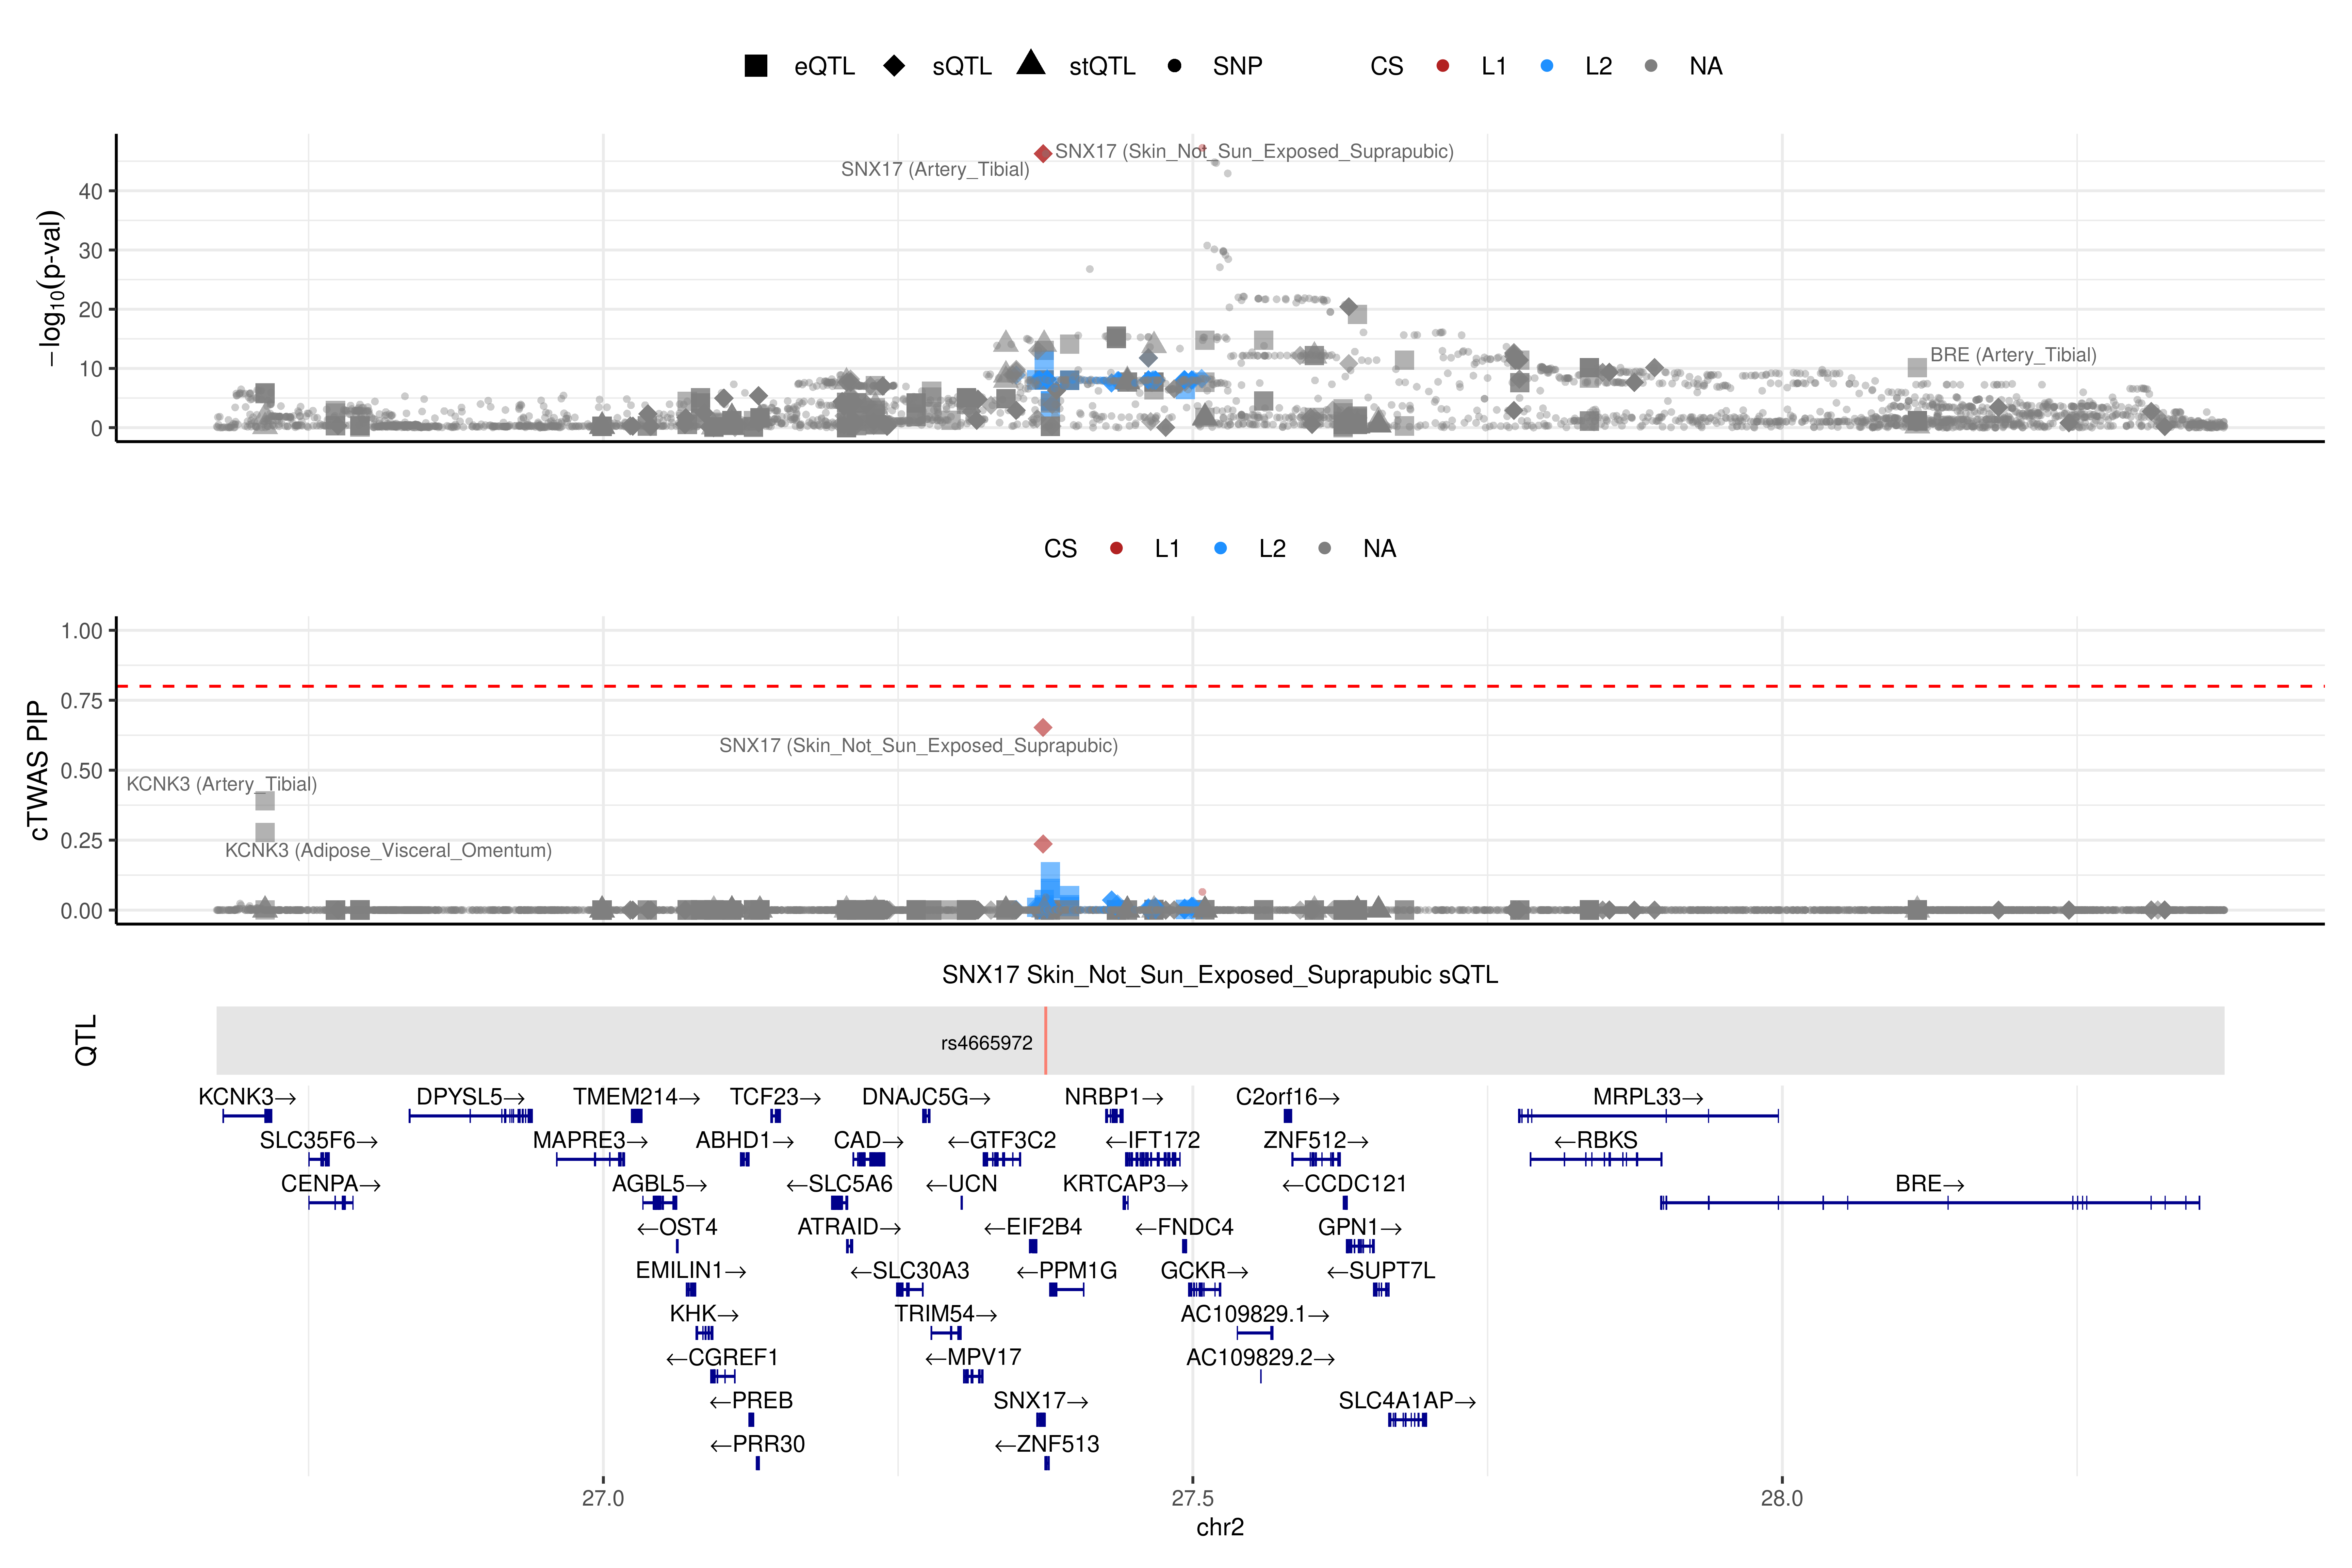 eQTL sQTL stQTL SNP CS L1 L2 NA
SNX17 (Skin_Not_Sun_Exposed_Suprapubic)
SNX17 (Artery_Tibial)
BRE (Artery_Tibial)
40
30
20
10
0
−log10(p-val)
CS L1 L2 NA
1.00
0.75
0.50
0.25
0.00
cTWAS PIP
SNX17 (Skin_Not_Sun_Exposed_Suprapubic)
KCNK3 (Artery_Tibial)
KCNK3 (Adipose_Visceral_Omentum)
SNX17 Skin_Not_Sun_Exposed_Suprapubic sQTL
QTL
rs4665972
KCNK3→ DPYSL5→ TMEM214→ TCF23→ DNAJC5G→ NRBP1→ C2orf16→ MRPL33→
SLC35F6→ MAPRE3→ ABHD1→ CAD→ ←GTF3C2 ←IFT172 ZNF512→ ←RBKS
CENPA→ AGBL5→ ←SLC5A6 ←UCN KRTCAP3→ ←CCDC121 BRE→
←OST4 ATRAID→ ←EIF2B4 ←FNDC4 GPN1→
EMILIN1→ ←SLC30A3 ←PPM1G GCKR→ ←SUPT7L
KHK→ TRIM54→ AC109829.1→
←CGREF1 ←MPV17 AC109829.2→
←PREB SNX17→ SLC4A1AP→
←PRR30 ←ZNF513
27.0 27.5 28.0
chr2